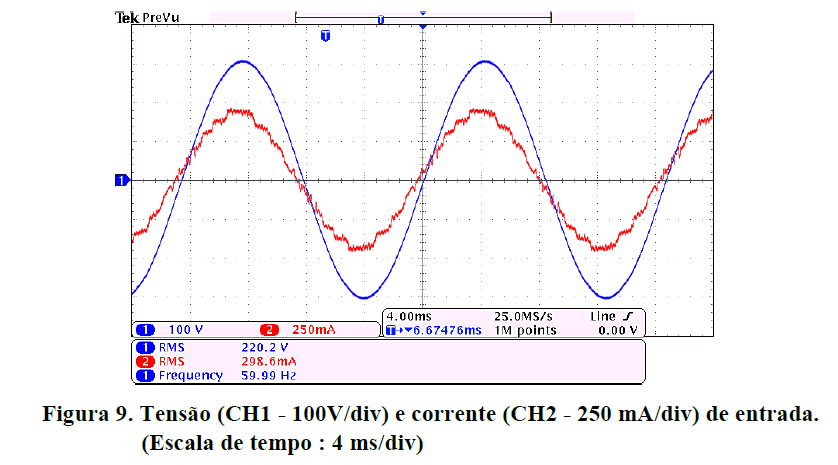 Tek PreVu
T
T
1
1 100 V 2 250mA
4.00ms 25.0MS/s Line
T→▼6.67476ms 1M points 0.00 V
1 RMS 220.2 V
2 RMS 298.6mA
1 Frequency 59.99 Hz
Figura 9. Tensão (CH1 - 100V/div) e corrente (CH2 - 250 mA/div) de entrada.
(Escala de tempo : 4 ms/div)